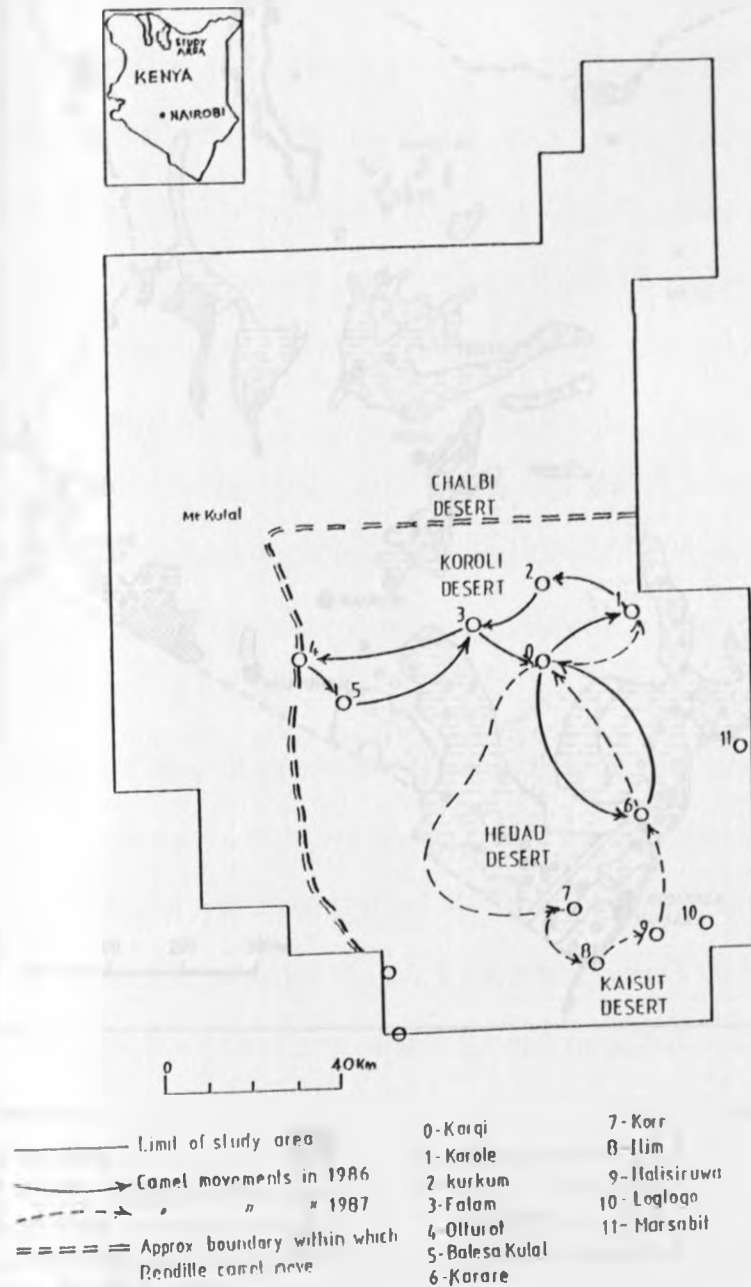 STUDY
AREA
KENYA
NAIROBI
CHALBI
DESERT
Mt Kulal
KOROLI
DESERT
2
1
3
4
0
5
11
6
HEDAD
DESERT
7
10
9
8
KAISUT
DESERT
0 40Km
Limit of study area
Camel movements in 1986
" " " 1987
Approx boundary within which
Rendille camel move
0-Kargi
1-Karole
2 kurkum
3-Falam
4 Olturot
5-Balesa Kulal
6-Karare
7-Korr
8-Ilim
9-Halisiruwa
10-Logologo
11-Marsabit